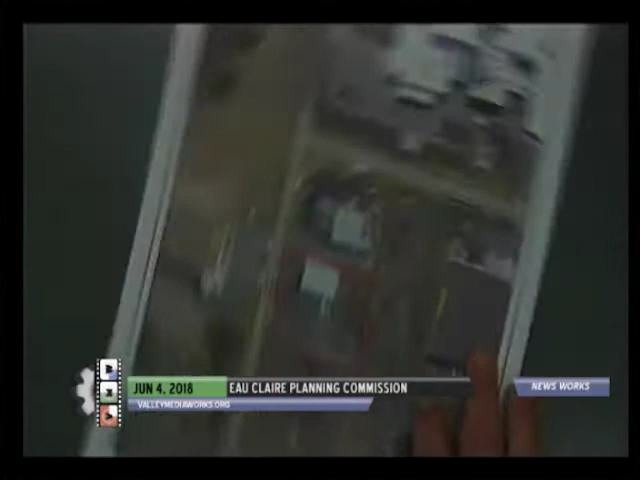 JUN 4, 2018
EAU CLAIRE PLANNING COMMISSION
NEWS WORKS
VALLEYMEDIAWORKS.ORG